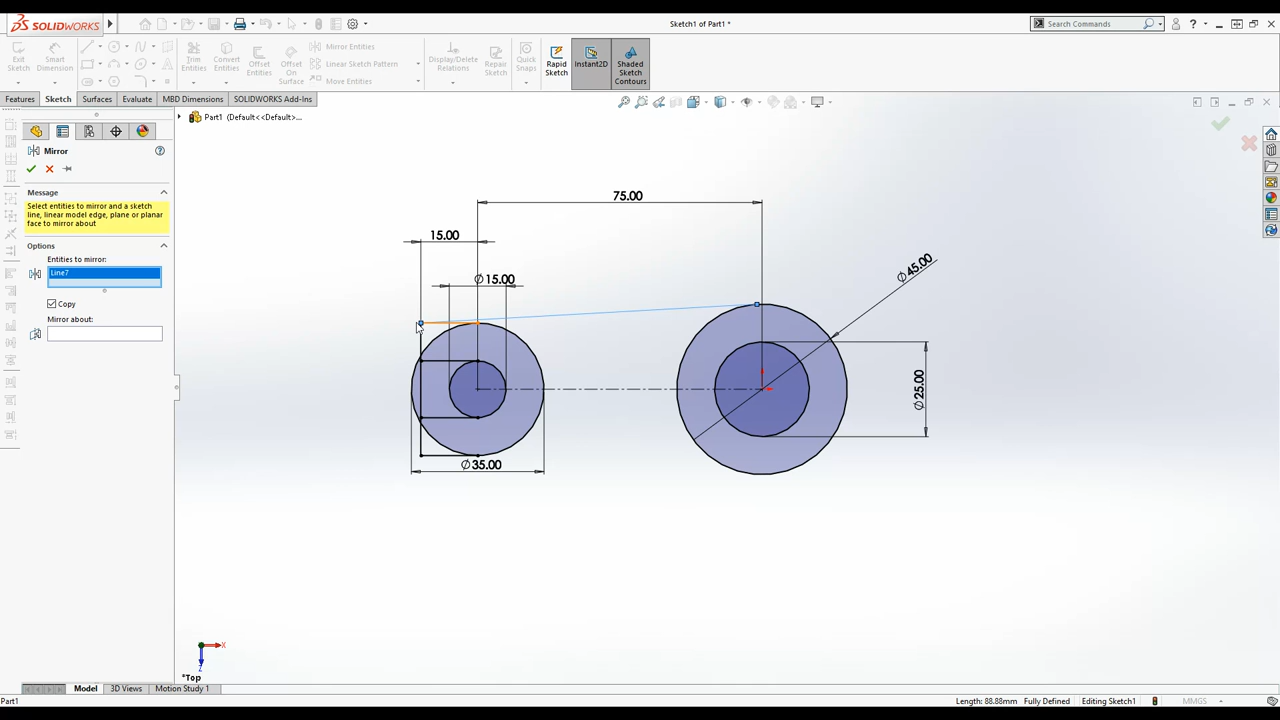 SOLIDWORKS
Sketch1 of Part1 *
Search Commands
Exit Sketch
Smart Dimension
Trim Entities
Convert Entities
Offset Entities
Offset On Surface
Mirror Entities
Linear Sketch Pattern
Move Entities
Display/Delete Relations
Repair Sketch
Quick Snaps
Rapid Sketch
Instant2D
Shaded Sketch Contours
Features
Sketch
Surfaces
Evaluate
MBD Dimensions
SOLIDWORKS Add-Ins
Part1 (Default<<Default>...
Mirror
Message
Select entities to mirror and a sketch
line, linear model edge, plane or planar
face to mirror about
Options
Entities to mirror:
Line7
Copy
Mirror about:
75.00
15.00
∅15.00
∅45.00
∅25.00
∅35.00
X
Z
*Top
Model
3D Views
Motion Study 1
Part1
Length: 88.88mm
Fully Defined
Editing Sketch1
MMGS